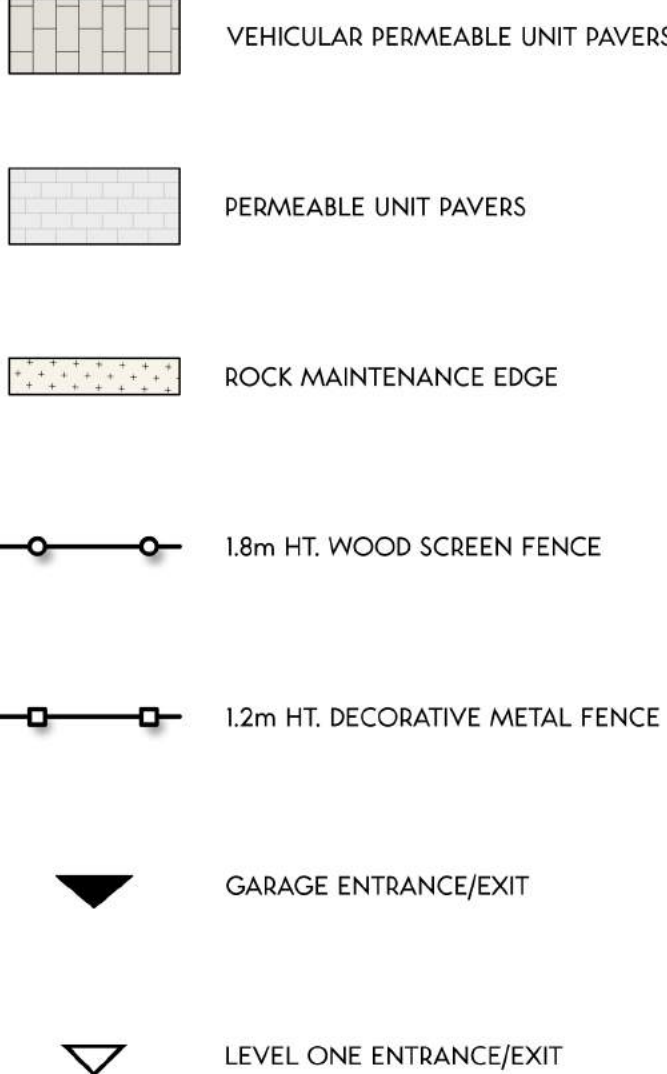 VEHICULAR PERMEABLE UNIT PAVERS
PERMEABLE UNIT PAVERS
ROCK MAINTENANCE EDGE
1.8m HT. WOOD SCREEN FENCE
1.2m HT. DECORATIVE METAL FENCE
GARAGE ENTRANCE/EXIT
LEVEL ONE ENTRANCE/EXIT